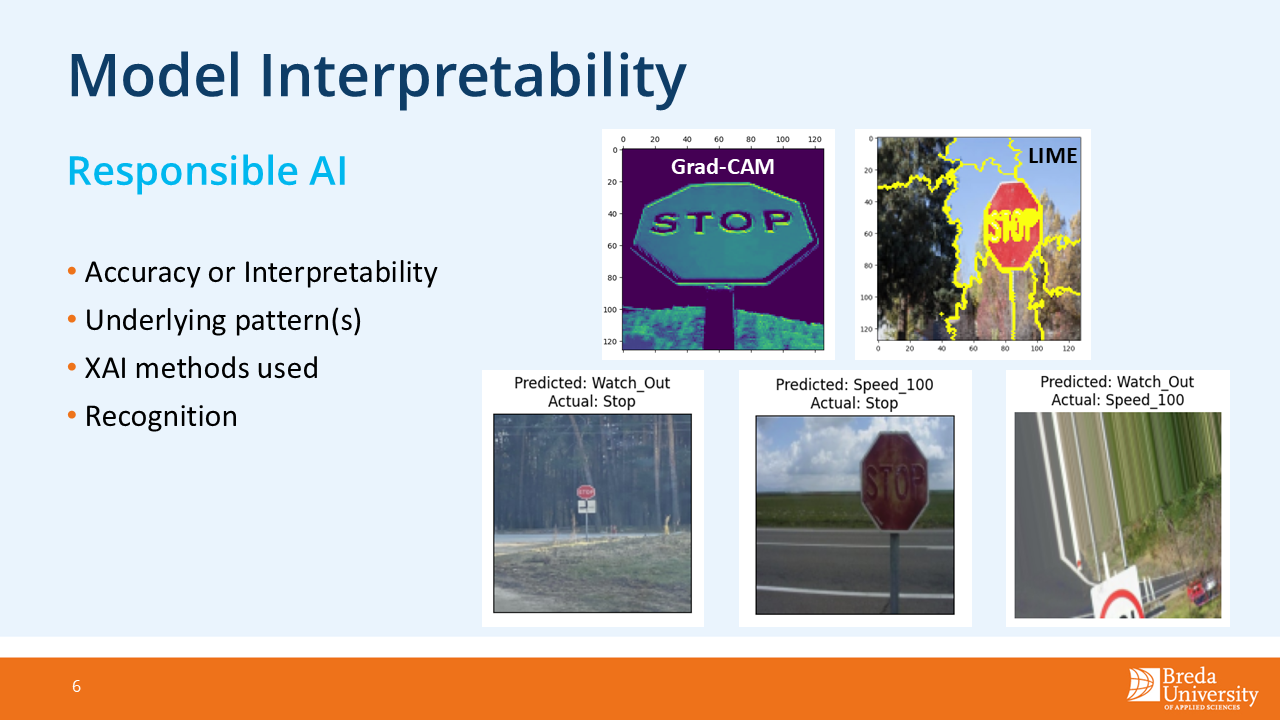 Model Interpretability
Responsible AI
• Accuracy or Interpretability
• Underlying pattern(s)
• XAI methods used
• Recognition
0 20 40 60 80 100 120
0
20
40
60
80
100
120
Grad-CAM
STOP
0
20
40
60
80
100
120
0 20 40 60 80 100 120
LIME
STOP
Predicted: Watch_Out
Actual: Stop
STOP
Predicted: Speed_100
Actual: Stop
STOP
Predicted: Watch_Out
Actual: Speed_100
6
Breda
University
OF APPLIED SCIENCES